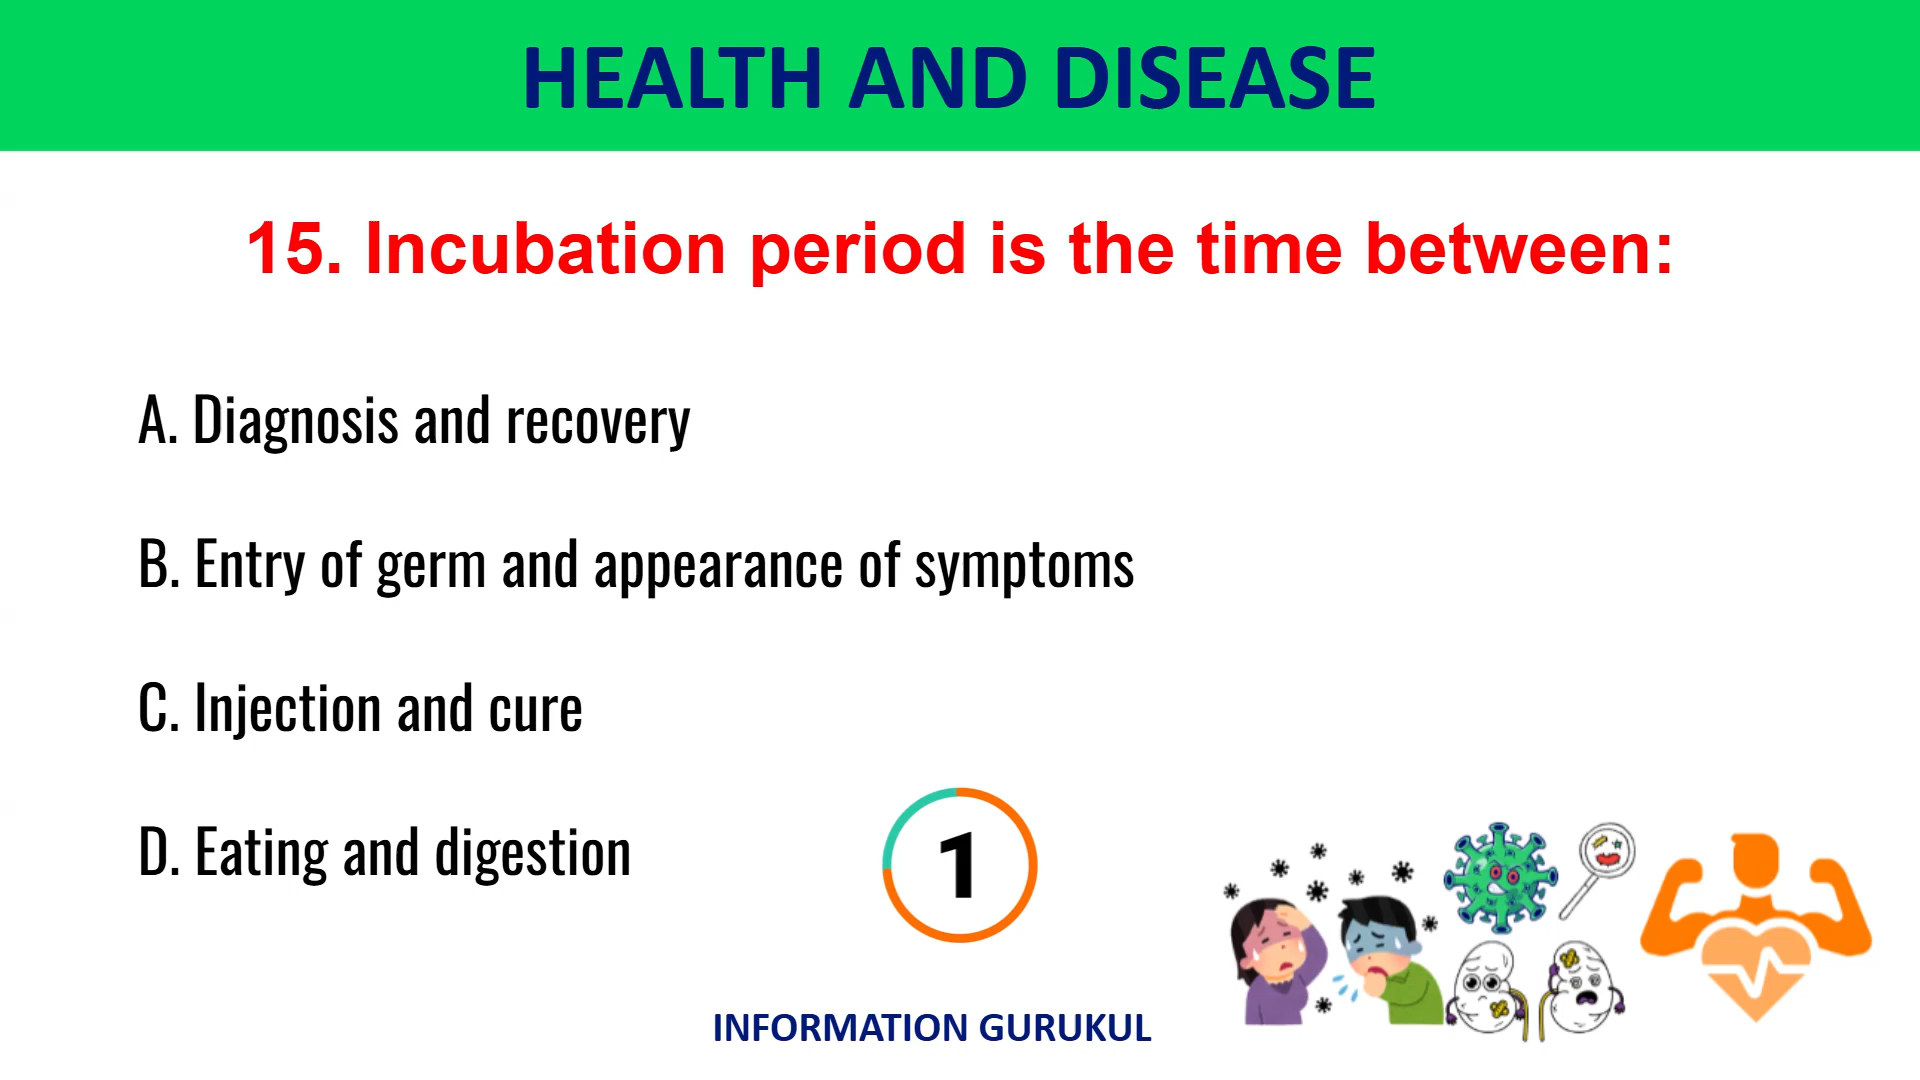 HEALTH AND DISEASE
15. Incubation period is the time between:
A. Diagnosis and recovery
B. Entry of germ and appearance of symptoms
C. Injection and cure
D. Eating and digestion
1
INFORMATION GURUKUL